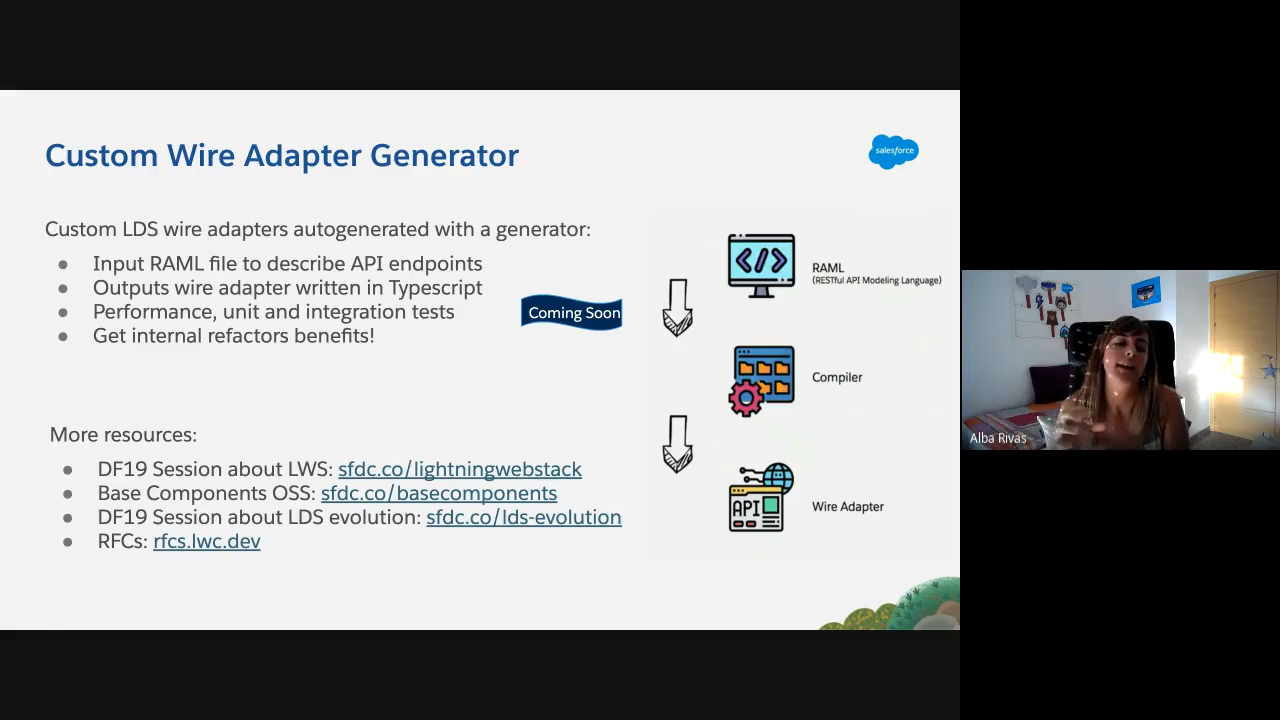 Custom Wire Adapter Generator
salesforce
Custom LDS wire adapters autogenerated with a generator:
● Input RAML file to describe API endpoints
● Outputs wire adapter written in Typescript
● Performance, unit and integration tests
● Get internal refactors benefits!
Coming Soon
More resources:
● DF19 Session about LWS: sfdc.co/lightningwebstack
● Base Components OSS: sfdc.co/basecomponents
● DF19 Session about LDS evolution: sfdc.co/lds-evolution
● RFCs: rfcs.lwc.dev
RAML
(RESTful API Modeling Language)
Compiler
API
Wire Adapter
Alba Rivas